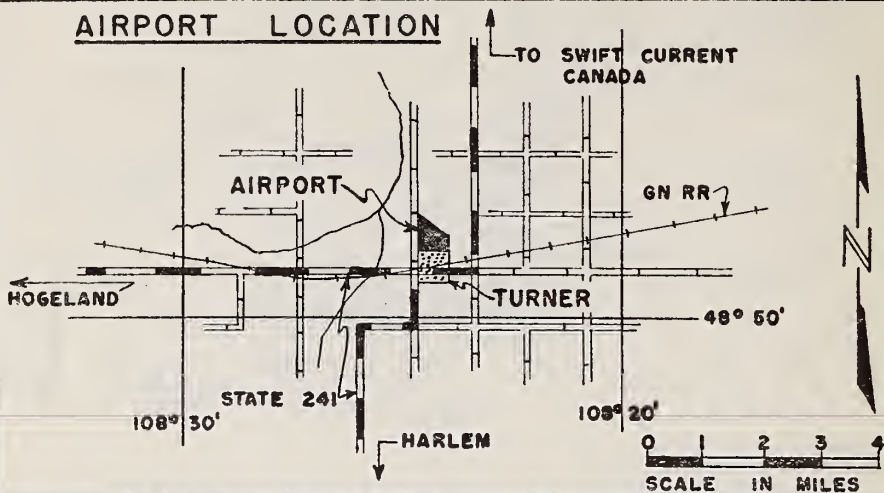 AIRPORT LOCATION
TO SWIFT CURRENT
CANADA
AIRPORT
GN RR
N
HOGELAND
TURNER
48° 50'
STATE 241
108° 30'
108° 20'
HARLEM
0 1 2 3 4
SCALE IN MILES